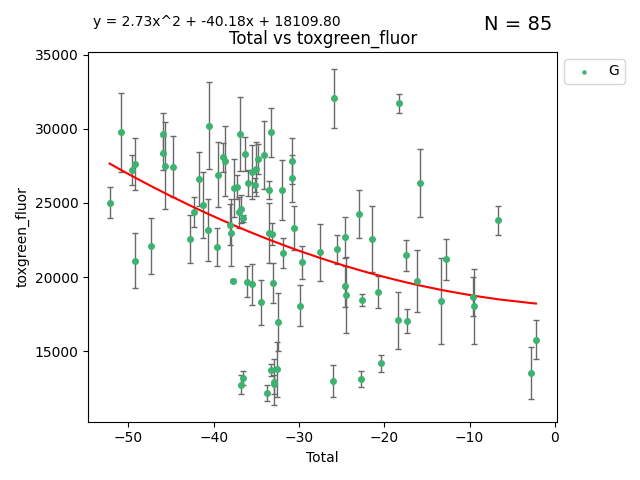 y = 2.73x^2 + -40.18x + 18109.80
N = 85
Total vs toxgreen_fluor
G
35000
30000
25000
20000
15000
toxgreen_fluor
−50
−40
−30
−20
−10
0
Total